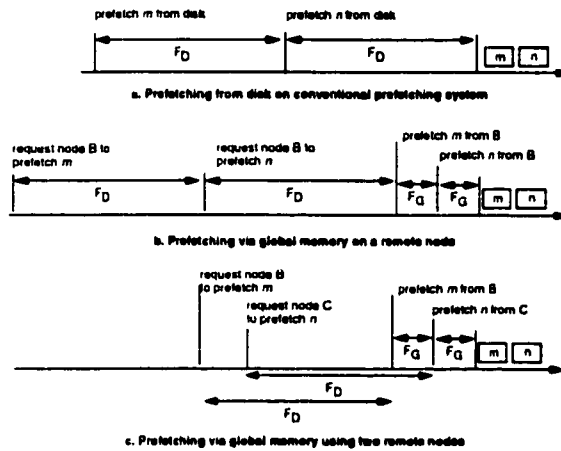 prefetch m from disk
prefetch n from disk
F_D
F_D
m n
a. Prefetching from disk on conventional prefetching system
request node B to
prefetch m
request node B to
prefetch n
prefetch m from B
prefetch n from B
F_D
F_D
F_G
F_G
m n
b. Prefetching via global memory on a remote node
request node B
to prefetch m
request node C
to prefetch n
prefetch m from B
prefetch n from C
F_G
F_G
m n
F_D
F_D
c. Prefetching via global memory using two remote nodes